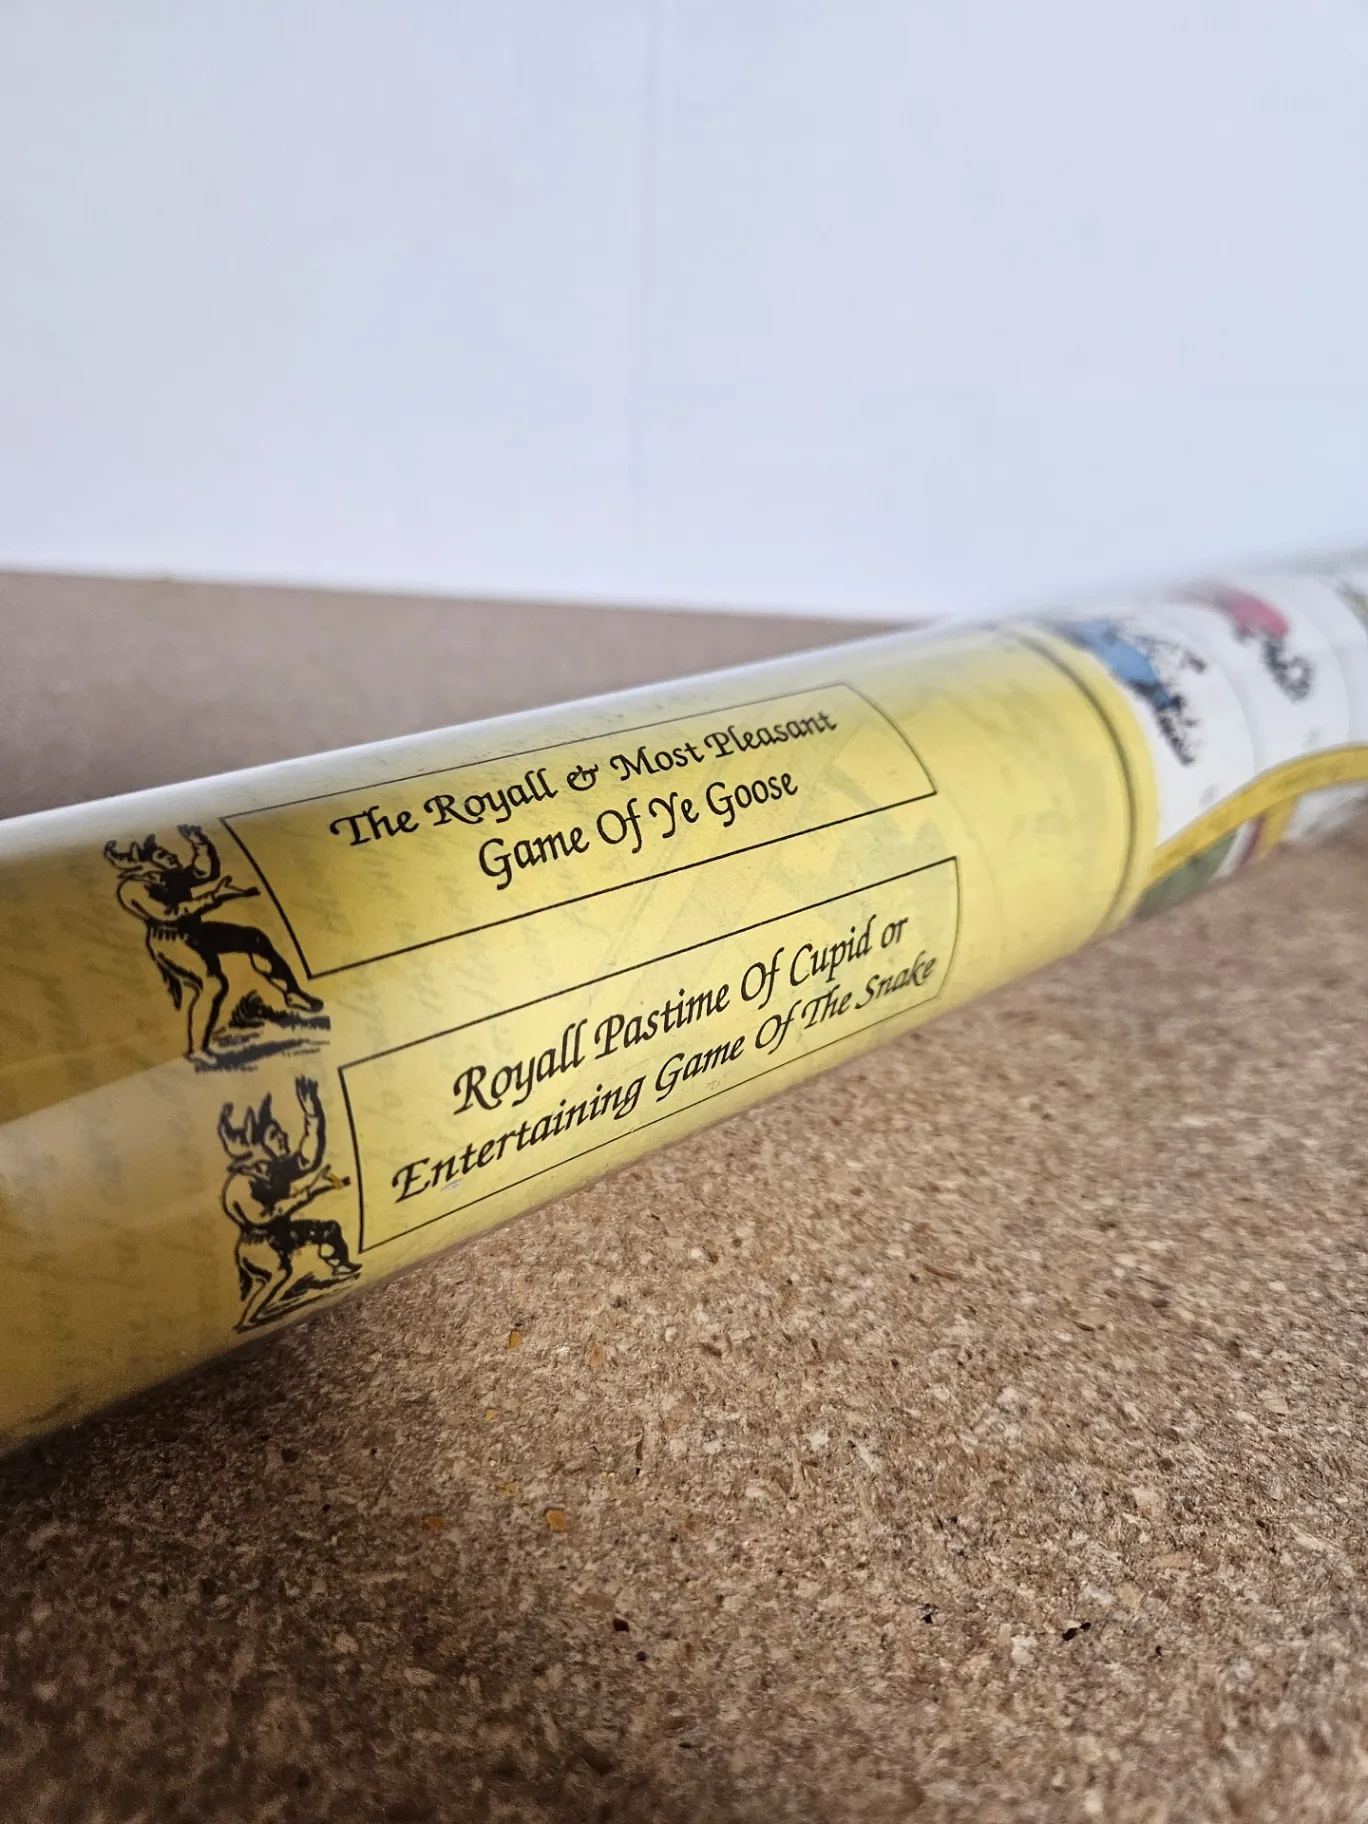 The Royall & Most Pleasant
Game Of Ye Goose
Royall Pastime Of Cupid or
Entertaining Game Of The Snake